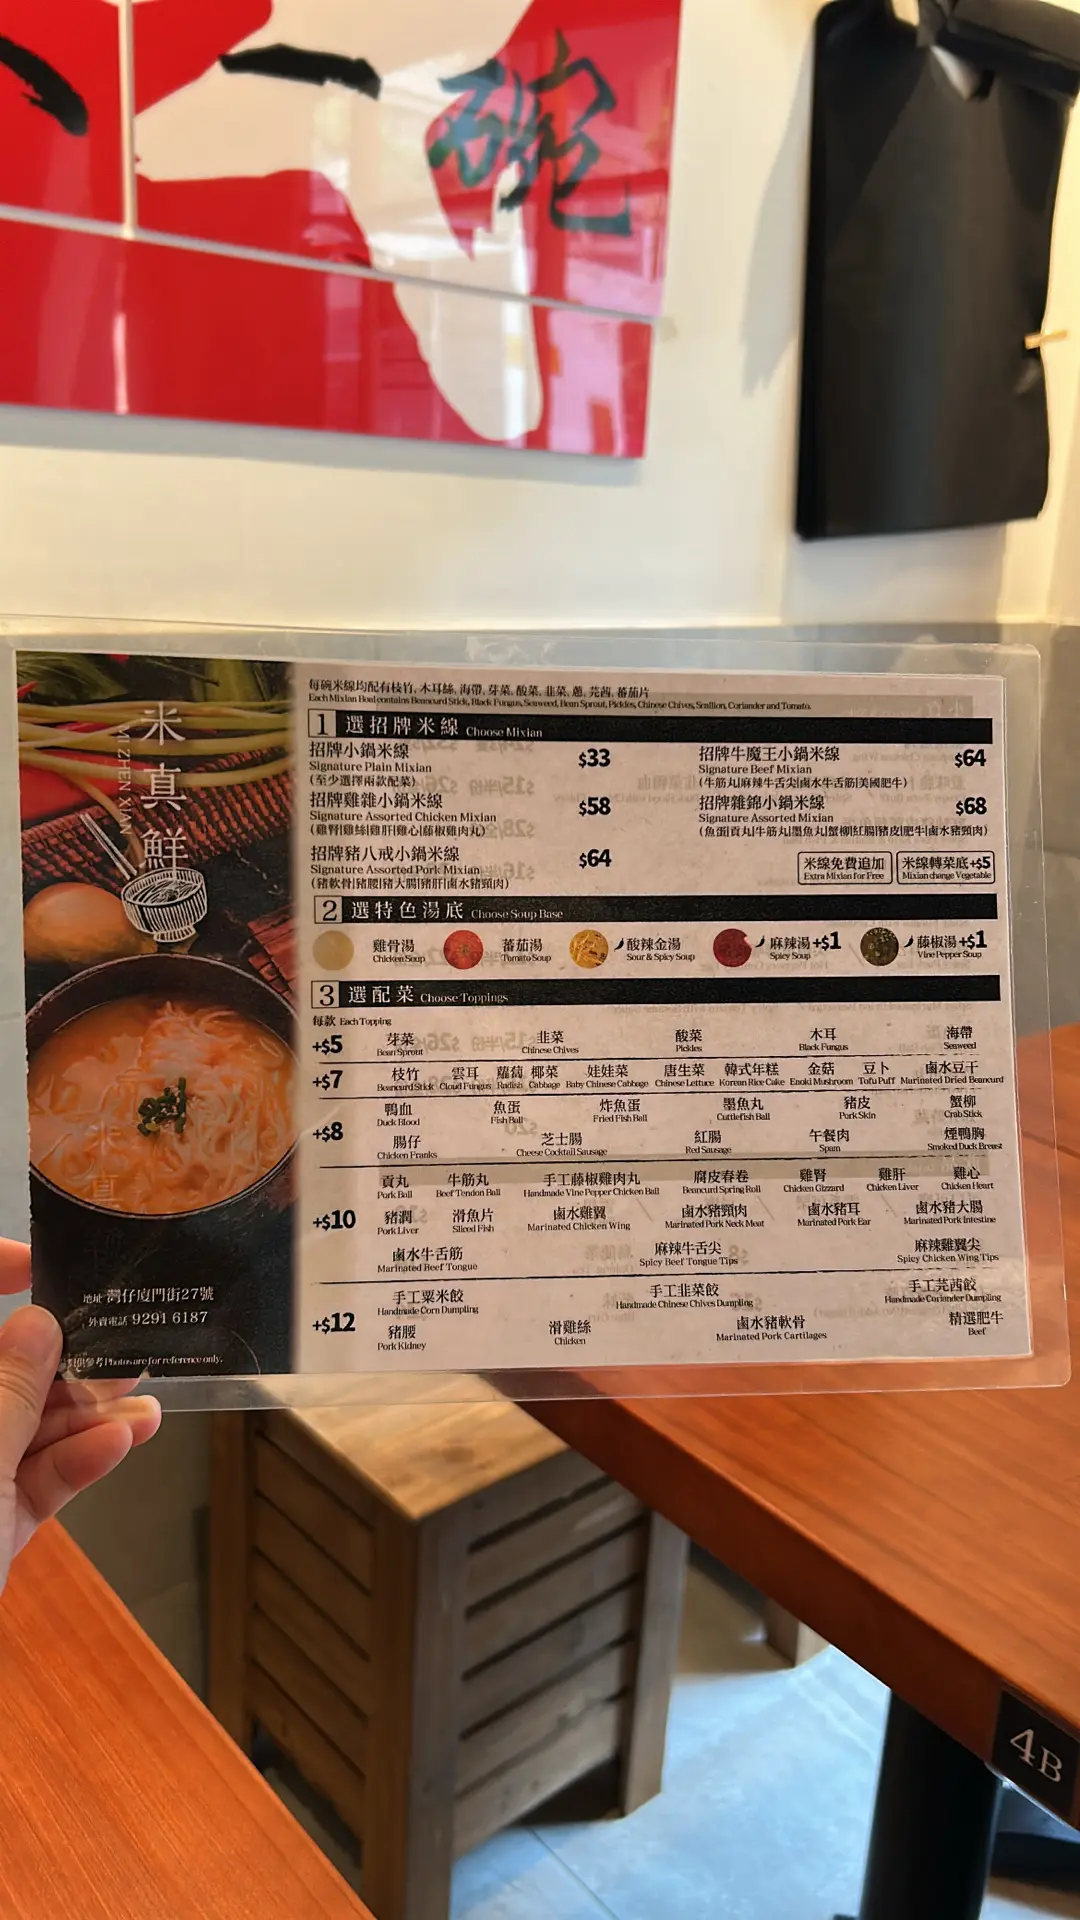 一碗
米真鮮
MI ZHEN XIAN
地址 灣仔廈門街27號
外賣電話 9291 6187
Photos are for reference only.
每碗米線均配有枝竹, 木耳絲, 海帶, 芽菜, 酸菜, 韭菜, 蔥, 芫茜, 蕃茄片
Each Mixian Bowl contains Beancurd Stick, Black Fungus, Seaweed, Bean Sprout, Pickles, Chinese Chives, Scallion, Coriander and Tomato.
1 選招牌米線 Choose Mixian
招牌小鍋米線 $33
Signature Plain Mixian
(至少選擇兩款配菜)
招牌雞雜小鍋米線 $58
Signature Assorted Chicken Mixian
(雞腎|雞絲|雞肝|雞心|藤椒雞肉丸)
招牌豬八戒小鍋米線 $64
Signature Assorted Pork Mixian
(豬軟骨|豬腰|豬大腸|豬肝|鹵水豬頸肉)
招牌牛魔王小鍋米線 $64
Signature Beef Mixian
(牛筋丸|麻辣牛舌尖|鹵水牛舌筋|美國肥牛)
招牌雜錦小鍋米線 $68
Signature Assorted Mixian
(魚蛋|貢丸|牛筋丸|墨魚丸|蟹柳|紅腸|豬皮|肥牛|鹵水豬頸肉)
米線免費追加
Extra Mixian for Free
米線轉菜底+$5
Mixian change Vegetable
2 選特色湯底 Choose Soup Base
雞骨湯 蕃茄湯 酸辣金湯 麻辣湯+$1 藤椒湯+$1
Chicken Soup Tomato Soup Sour & Spicy Soup Spicy Soup Vine Pepper Soup
3 選配菜 Choose Toppings
每款 Each Topping
+$5 芽菜 韭菜 酸菜 木耳 海帶
Bean Sprout Chinese Chives Pickles Black Fungus Seaweed
+$7 枝竹 雲耳 蘿蔔 椰菜 娃娃菜 唐生菜 韓式年糕 金菇 豆卜 鹵水豆干
Beancurd Stick Cloud Fungus Radish Cabbage Baby Chinese Cabbage Chinese Lettuce Korean Rice Cake Enoki Mushroom Tofu Puff Marinated Dried Beancurd
+$8 鴨血 魚蛋 炸魚蛋 墨魚丸 豬皮 蟹柳
Duck Blood Fish Ball Fried Fish Ball Cuttlefish Ball Pork Skin Crab Stick
腸仔 芝士腸 紅腸 午餐肉 煙鴨胸
Chicken Franks Cheese Cocktail Sausage Red Sausage Spam Smoked Duck Breast
+$10 貢丸 牛筋丸 手工藤椒雞肉丸 腐皮春卷 雞腎 雞肝 雞心
Pork Ball Beef Tendon Ball Handmade Vine Pepper Chicken Ball Beancurd Spring Roll Chicken Gizzard Chicken Liver Chicken Heart
豬潤 滑魚片 鹵水雞翼 鹵水豬頸肉 鹵水豬耳 鹵水豬大腸
Pork Liver Sliced Fish Marinated Chicken Wing Marinated Pork Neck Meat Marinated Pork Ear Marinated Pork Intestine
鹵水牛舌筋 麻辣牛舌尖 麻辣雞翼尖
Marinated Beef Tongue Spicy Beef Tongue Tips Spicy Chicken Wing Tips
+$12 手工粟米餃 手工韭菜餃 手工芫茜餃
Handmade Corn Dumpling Handmade Chinese Chives Dumpling Handmade Coriander Dumpling
豬腰 滑雞絲 鹵水豬軟骨 精選肥牛
Pork Kidney Chicken Marinated Pork Cartilages Beef
4B